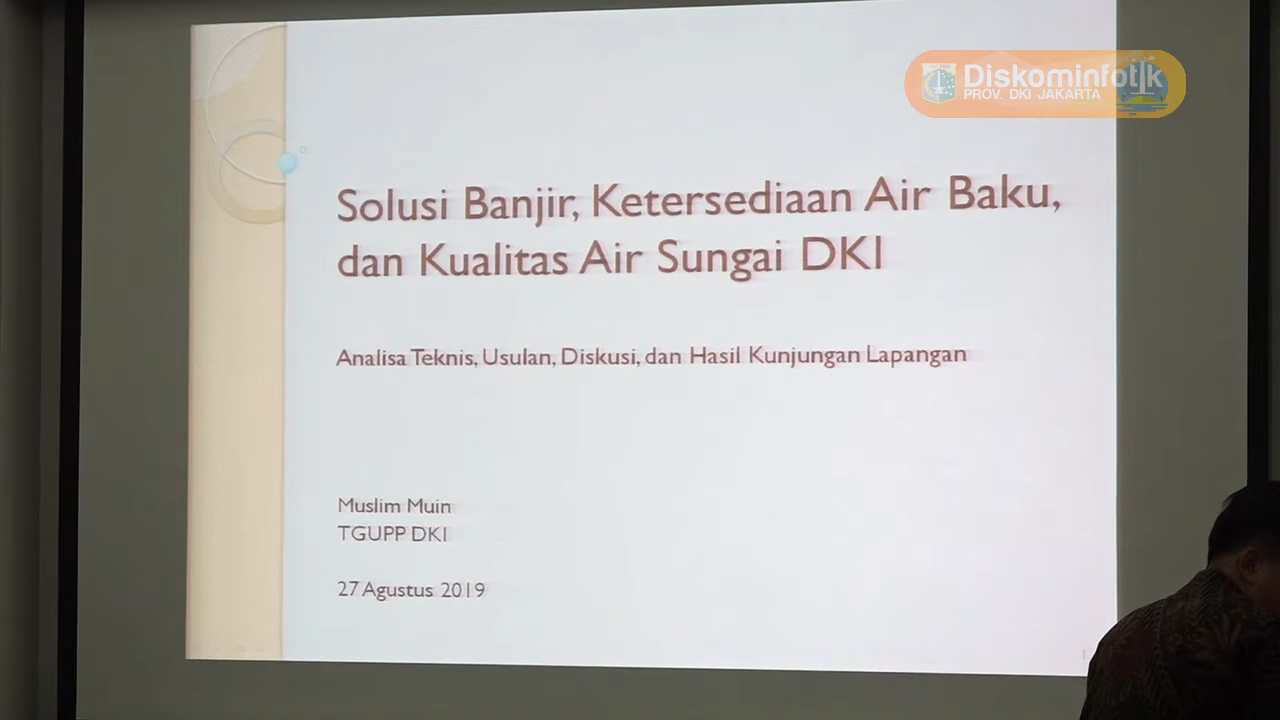 Diskominfotik
PROV. DKI JAKARTA
Solusi Banjir, Ketersediaan Air Baku,
dan Kualitas Air Sungai DKI
Analisa Teknis, Usulan, Diskusi, dan Hasil Kunjungan Lapangan
Muslim Muin
TGUPP DKI
27 Agustus 2019